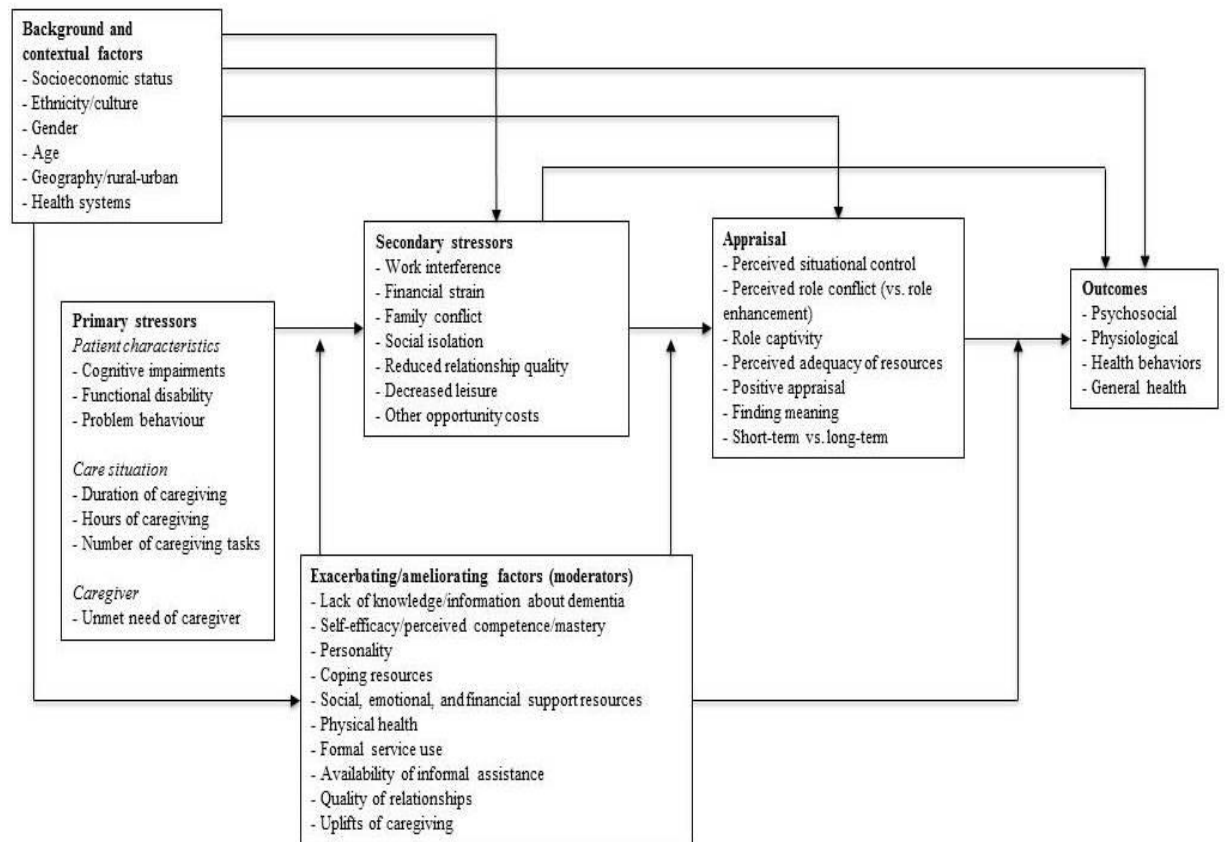 Background and
contextual factors
- Socioeconomic status
- Ethnicity/culture
- Gender
- Age
- Geography/rural-urban
- Health systems
Primary stressors
Patient characteristics
- Cognitive impairments
- Functional disability
- Problem behaviour
Care situation
- Duration of caregiving
- Hours of caregiving
- Number of caregiving tasks
Caregiver
- Unmet need of caregiver
Secondary stressors
- Work interference
- Financial strain
- Family conflict
- Social isolation
- Reduced relationship quality
- Decreased leisure
- Other opportunity costs
Appraisal
- Perceived situational control
- Perceived role conflict (vs. role
enhancement)
- Role captivity
- Perceived adequacy of resources
- Positive appraisal
- Finding meaning
- Short-term vs. long-term
Outcomes
- Psychosocial
- Physiological
- Health behaviors
- General health
Exacerbating/ameliorating factors (moderators)
- Lack of knowledge/information about dementia
- Self-efficacy/perceived competence/mastery
- Personality
- Coping resources
- Social, emotional, and financial support resources
- Physical health
- Formal service use
- Availability of informal assistance
- Quality of relationships
- Uplifts of caregiving